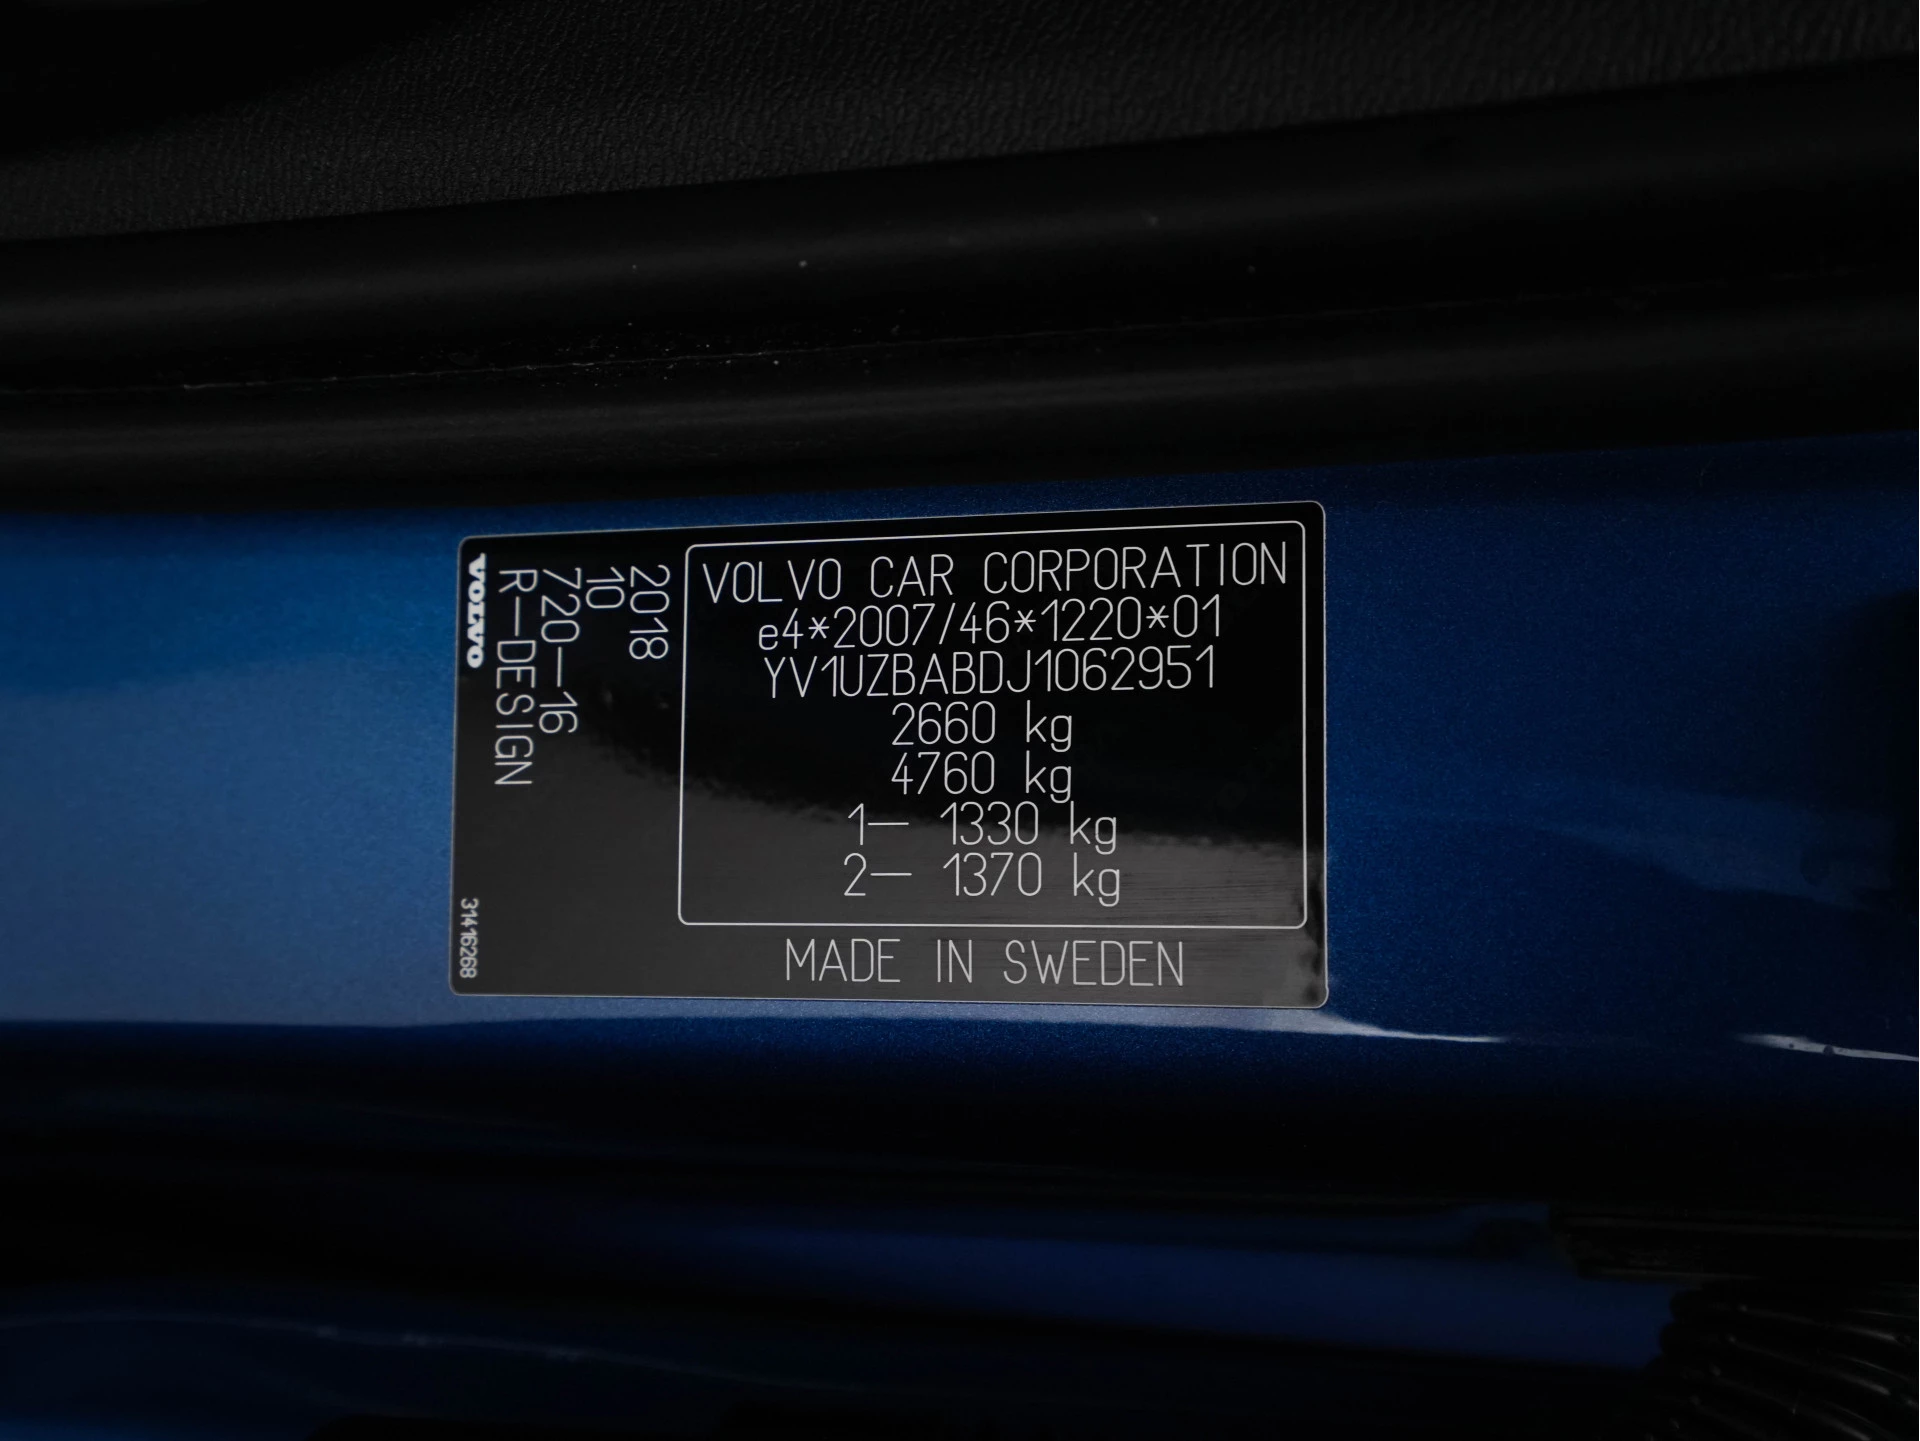 VOLVO CAR CORPORATION
e4*2007/46*1220*01
YV1UZBABDJ1062951
2660 kg
4760 kg
1— 1330 kg
2— 1370 kg
MADE IN SWEDEN
2018
10
720—16
R—DESIGN
VOLVO
31416268